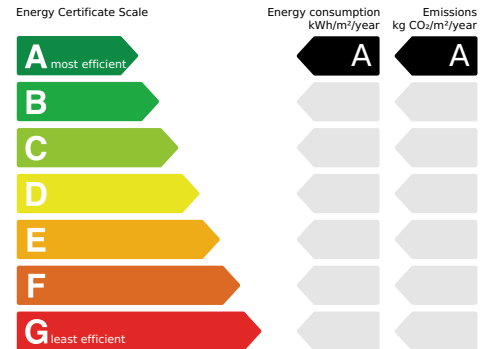 Energy Certificate Scale
Energy consumption
kWh/m²/year
Emissions
kg CO₂/m²/year
A most efficient
A
A
B
C
D
E
F
G least efficient